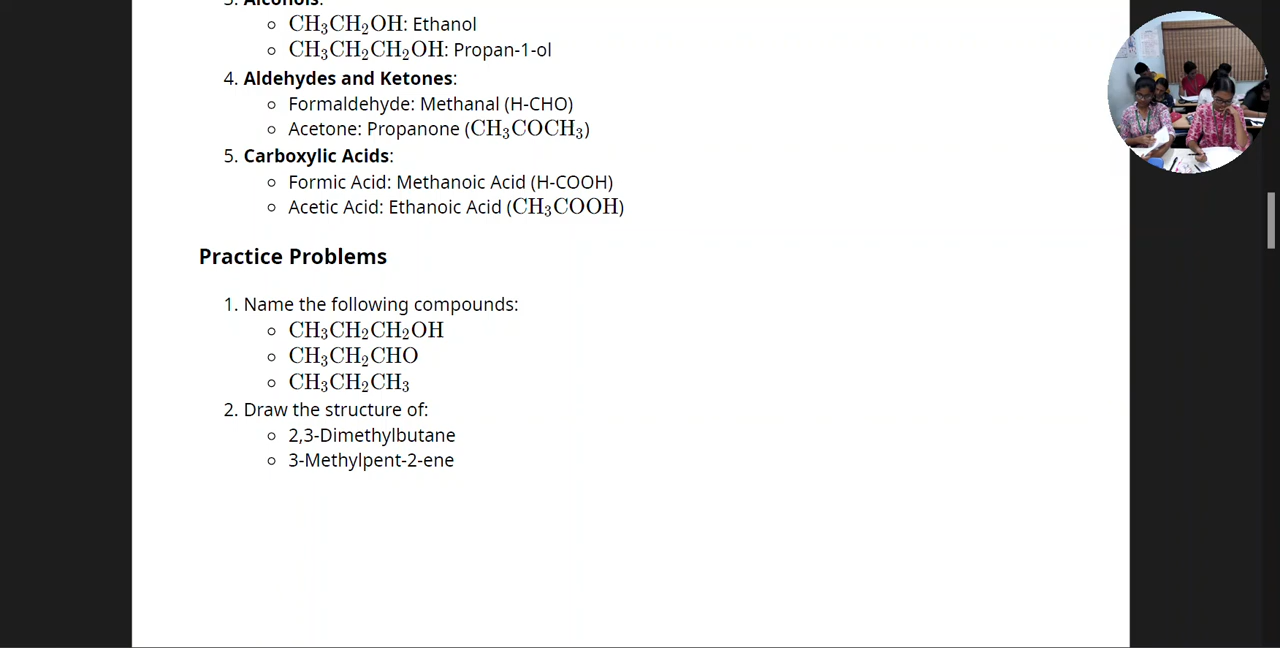 3. Alcohols:
CH₃CH₂OH: Ethanol
CH₃CH₂CH₂OH: Propan-1-ol
4. Aldehydes and Ketones:
Formaldehyde: Methanal (H-CHO)
Acetone: Propanone (CH₃COCH₃)
5. Carboxylic Acids:
Formic Acid: Methanoic Acid (H-COOH)
Acetic Acid: Ethanoic Acid (CH₃COOH)
Practice Problems
1. Name the following compounds:
CH₃CH₂CH₂OH
CH₃CH₂CHO
CH₃CH₂CH₃
2. Draw the structure of:
2,3-Dimethylbutane
3-Methylpent-2-ene